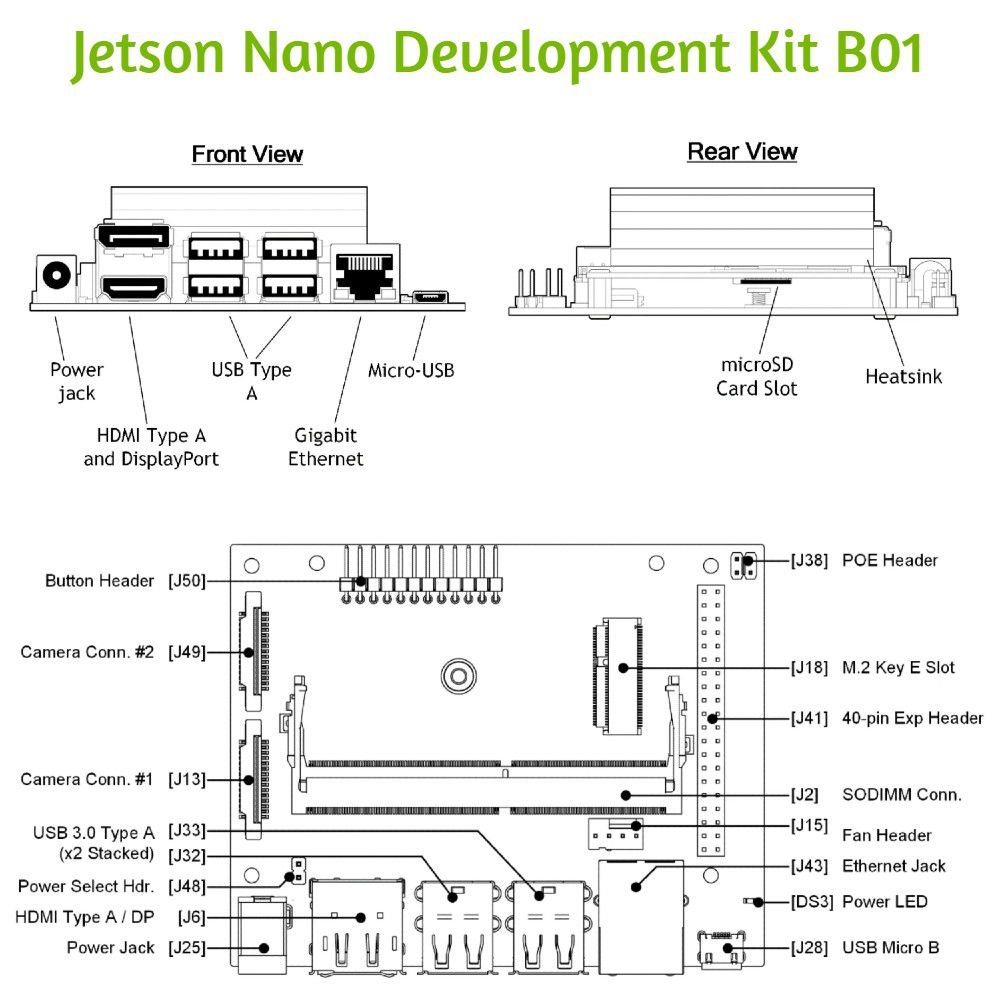 Jetson Nano Development Kit B01
Front View
Rear View
Power
jack
HDMI Type A
and DisplayPort
USB Type
A
Gigabit
Ethernet
Micro-USB
microSD
Card Slot
Heatsink
Button Header [J50]
Camera Conn. #2 [J49]
Camera Conn. #1 [J13]
USB 3.0 Type A [J33]
(x2 Stacked) [J32]
Power Select Hdr. [J48]
HDMI Type A / DP [J6]
Power Jack [J25]
[J38] POE Header
[J18] M.2 Key E Slot
[J41] 40-pin Exp Header
[J2] SODIMM Conn.
[J15] Fan Header
[J43] Ethernet Jack
[DS3] Power LED
[J28] USB Micro B